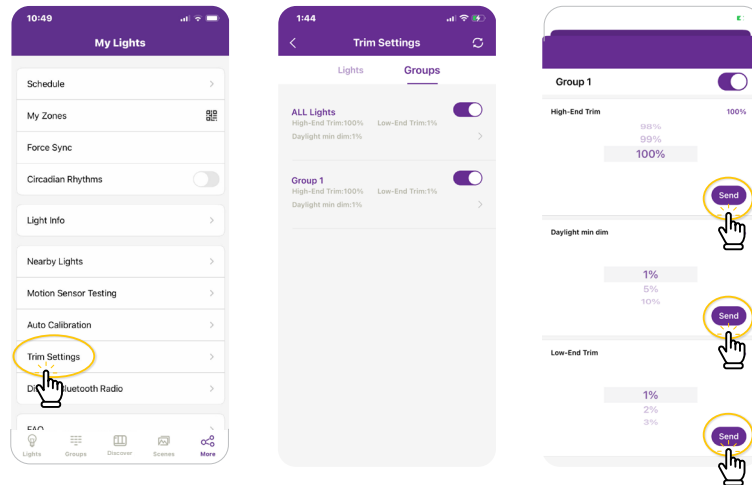 10:49
My Lights
Schedule
My Zones
Force Sync
Circadian Rhythms
Light Info
Nearby Lights
Motion Sensor Testing
Auto Calibration
Trim Settings
Bluetooth Radio
FAQ
Lights Groups Discover Scenes More
1:44
Trim Settings
Lights Groups
ALL Lights
High-End Trim:100% Low-End Trim:1%
Daylight min dim:1%
Group 1
High-End Trim:100% Low-End Trim:1%
Daylight min dim:1%
Group 1
High-End Trim 100%
98%
99%
100%
Send
Daylight min dim
1%
5%
10%
Send
Low-End Trim
1%
2%
3%
Send